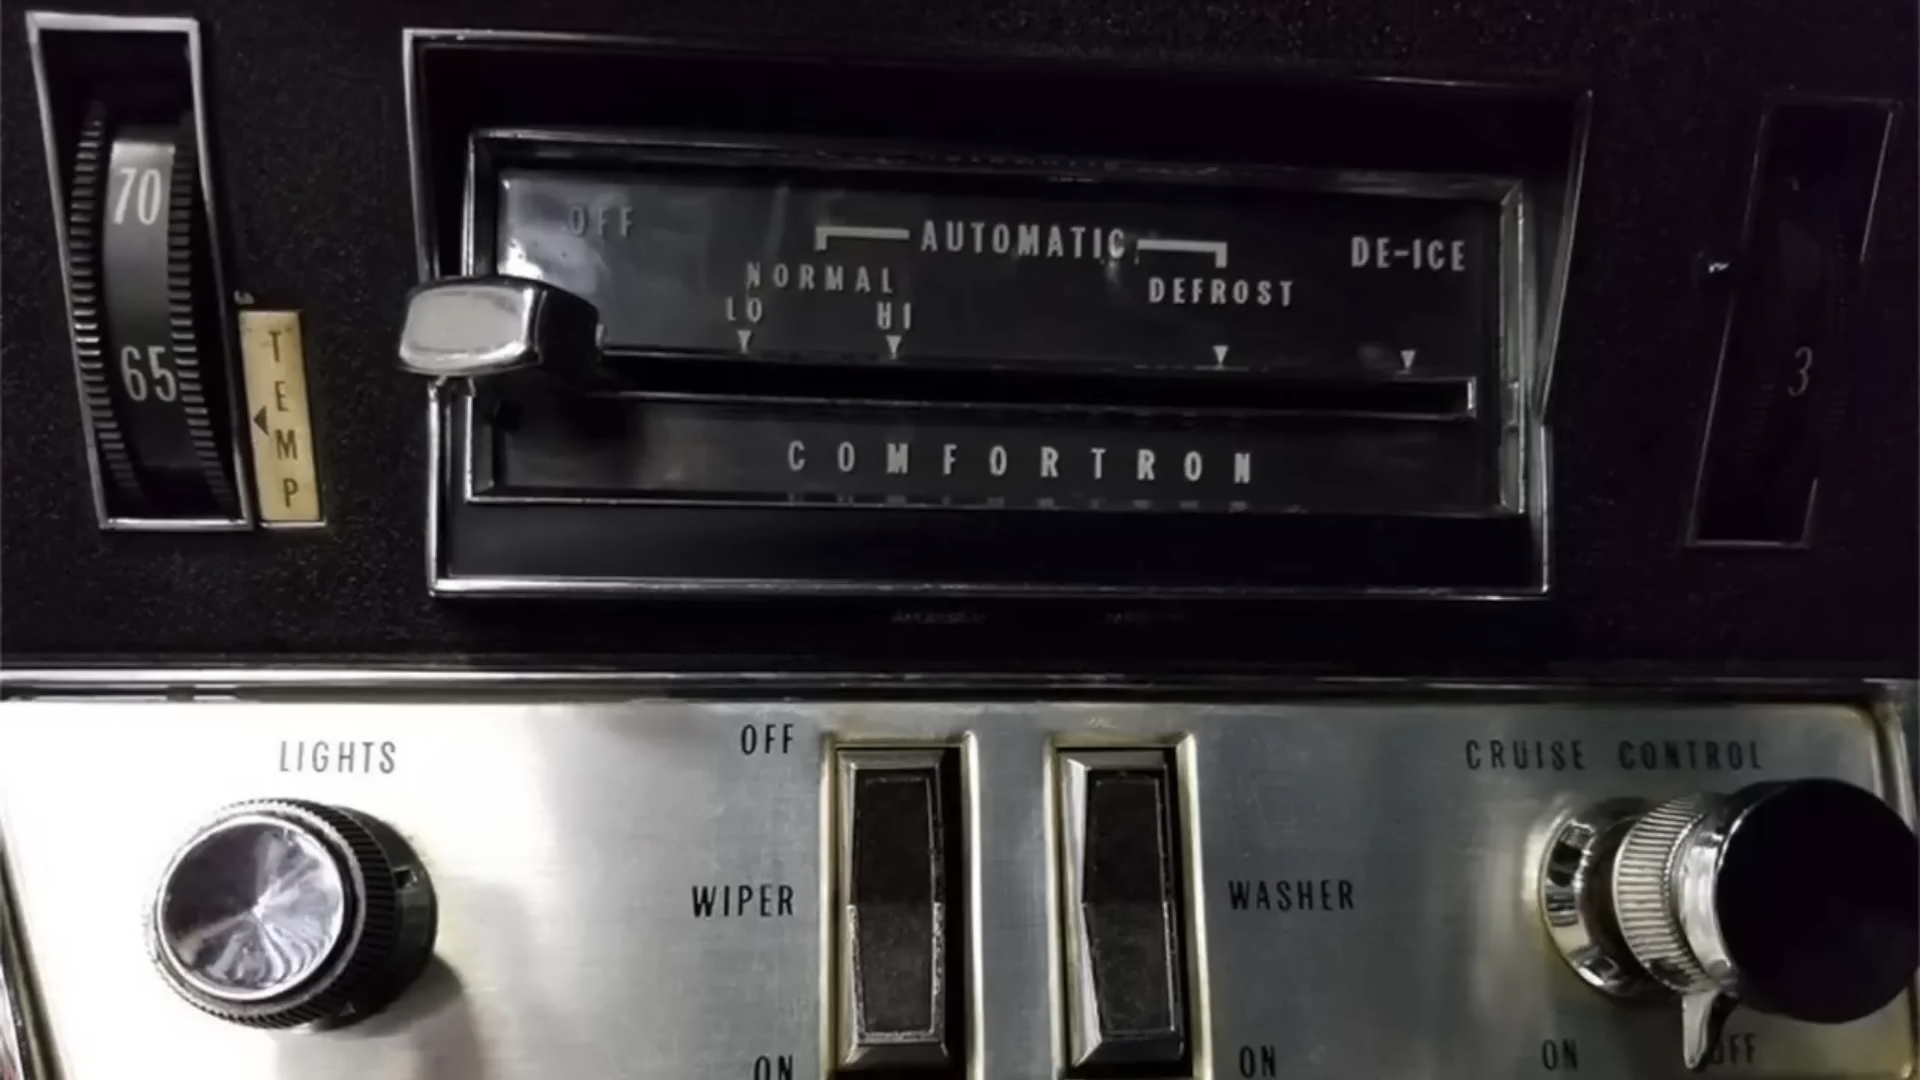 70
65
TEMP
OFF
AUTOMATIC
DE-ICE
NORMAL
DEFROST
LO HI
COMFORTRON
3
LIGHTS
OFF
CRUISE CONTROL
WIPER
WASHER
ON
ON
ON
OFF